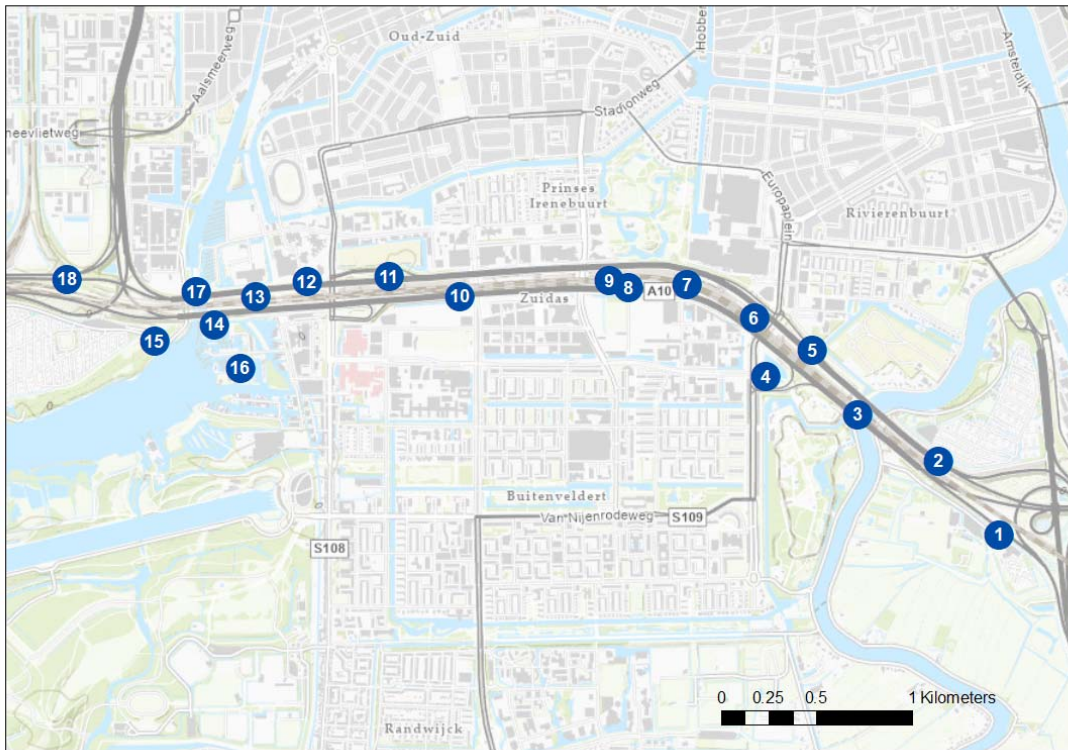 Oud-Zuid
Hobbe
Aalsmeerweg
Amsteldijk
Stadionweg
neevlietweg
Prinses
Irenebuurt
Europaplein
Rivierenbuurt
18
17
13
12
11
10
9
8
A10
7
Zuidas
14
15
16
6
5
4
3
2
1
Buitenveldert
Van Nijenrodeweg
S109
S108
0 0.25 0.5 1 Kilometers
Randwijck